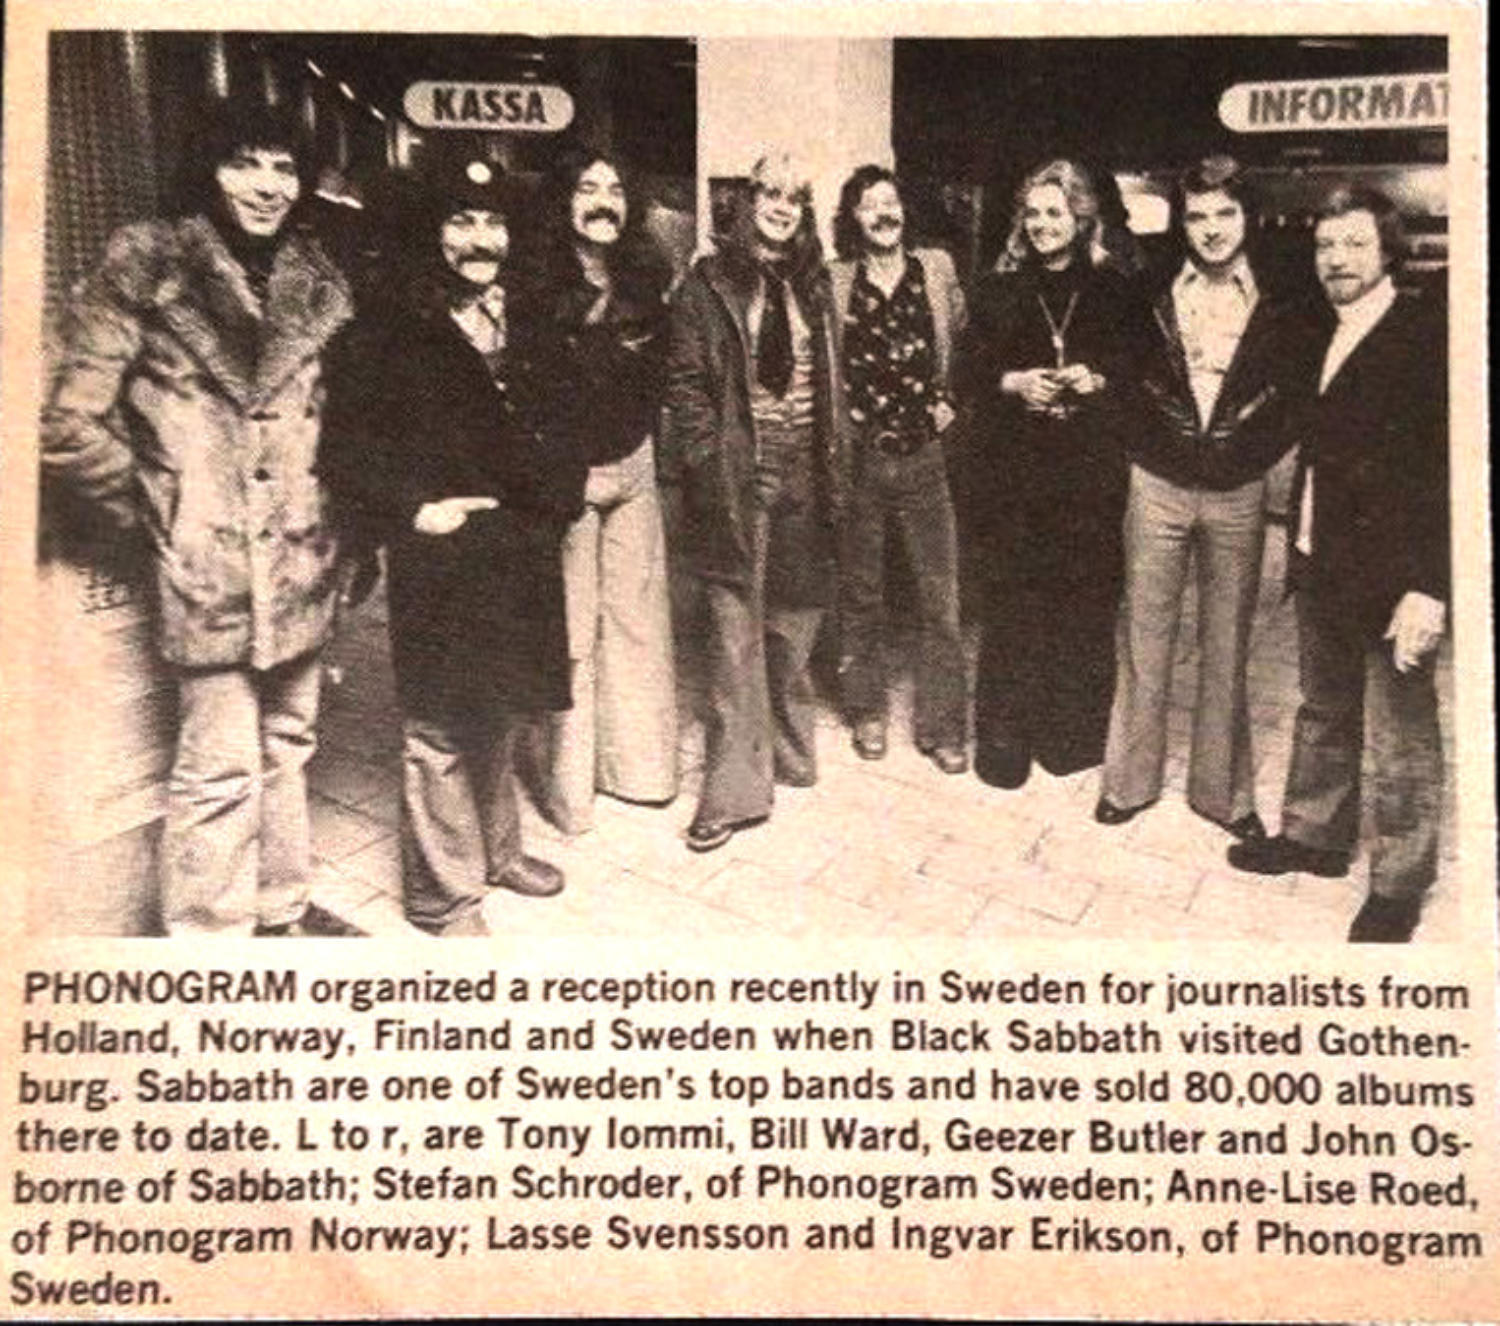 KASSA
INFORMAT
PHONOGRAM organized a reception recently in Sweden for journalists from
Holland, Norway, Finland and Sweden when Black Sabbath visited Gothen-
burg. Sabbath are one of Sweden's top bands and have sold 80,000 albums
there to date. L to r, are Tony Iommi, Bill Ward, Geezer Butler and John Os-
borne of Sabbath; Stefan Schroder, of Phonogram Sweden; Anne-Lise Roed,
of Phonogram Norway; Lasse Svensson and Ingvar Erikson, of Phonogram
Sweden.